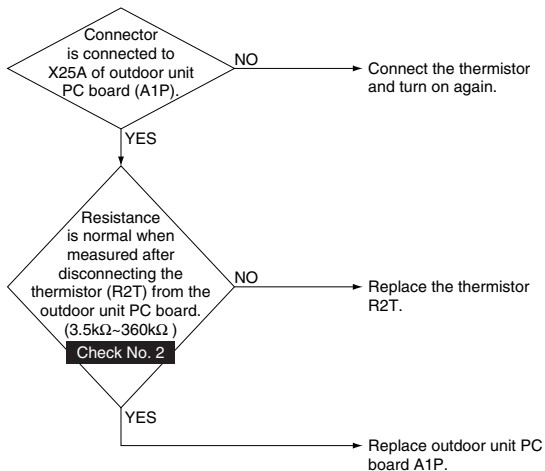 Connector
is connected to
X25A of outdoor unit
PC board (A1P).
NO
Connect the thermistor
and turn on again.
YES
Resistance
is normal when
measured after
disconnecting the
thermistor (R2T) from the
outdoor unit PC board.
(3.5kΩ~360kΩ )
Check No. 2
NO
Replace the thermistor
R2T.
YES
Replace outdoor unit PC
board A1P.